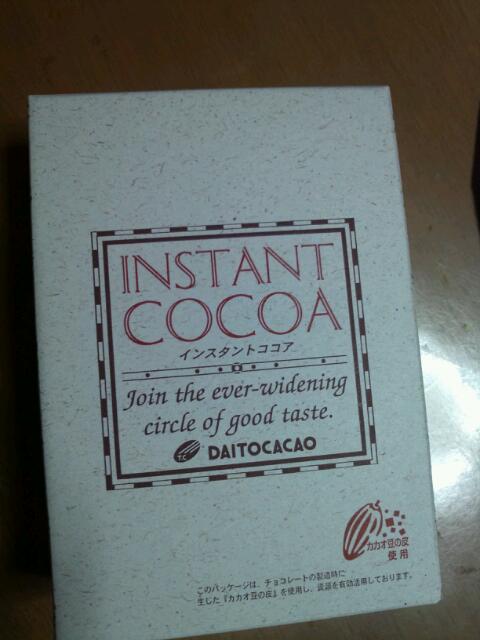 INSTANT
COCOA
インスタントココア
Join the ever-widening
circle of good taste.
T.C DAITOCACAO
カカオ豆の皮
使用
このパッケージは、チョコレートの製造時に
生じた『カカオ豆の皮』を使用し、資源を有効活用しております。